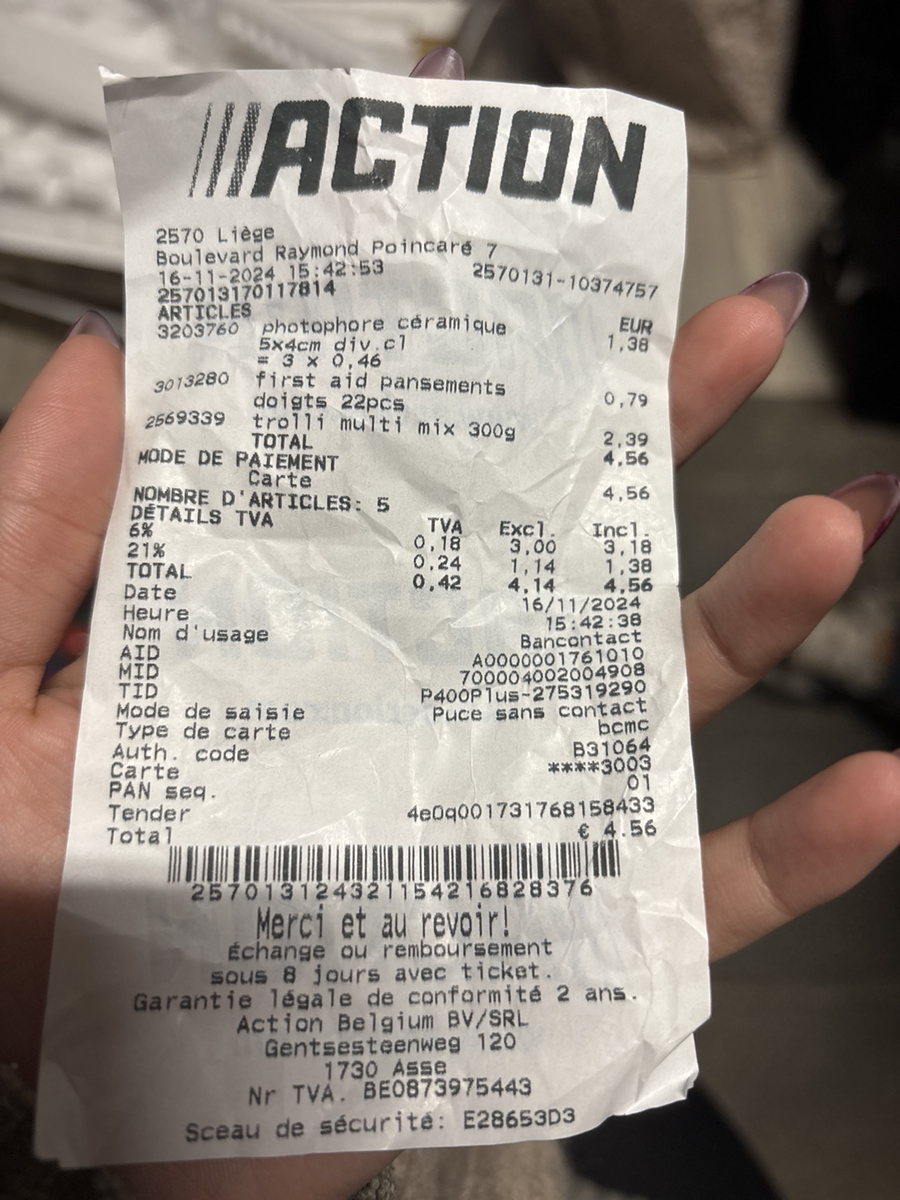 ACTION
2570 Liège
Boulevard Raymond Poincaré 7
16-11-2024 15:42:53 2570131-10374757
257013170117814
ARTICLES EUR
3203760 photophore céramique 1,38
5x4cm div.cl
= 3 x 0,46
3013280 first aid pansements
doigts 22pcs 0,79
2569339 trolli multi mix 300g 2,39
TOTAL 4,56
MODE DE PAIEMENT
Carte 4,56
NOMBRE D'ARTICLES: 5
DÉTAILS TVA TVA Excl. Incl.
6% 0,18 3,00 3,18
21% 0,24 1,14 1,38
TOTAL 0,42 4,14 4,56
Date 16/11/2024
Heure 15:42:38
Nom d'usage Bancontact
AID A0000001761010
MID 700004002004908
TID P400Plus-275319290
Mode de saisie Puce sans contact
Type de carte bcmc
Auth. code B31064
Carte ****3003
PAN seq. 01
Tender 4e0q001731768158433
Total € 4.56
257013124321154216828376
Merci et au revoir!
Échange ou remboursement
sous 8 jours avec ticket.
Garantie légale de conformité 2 ans.
Action Belgium BV/SRL
Gentsesteenweg 120
1730 Asse
Nr TVA. BE0873975443
Sceau de sécurité: E28653D3